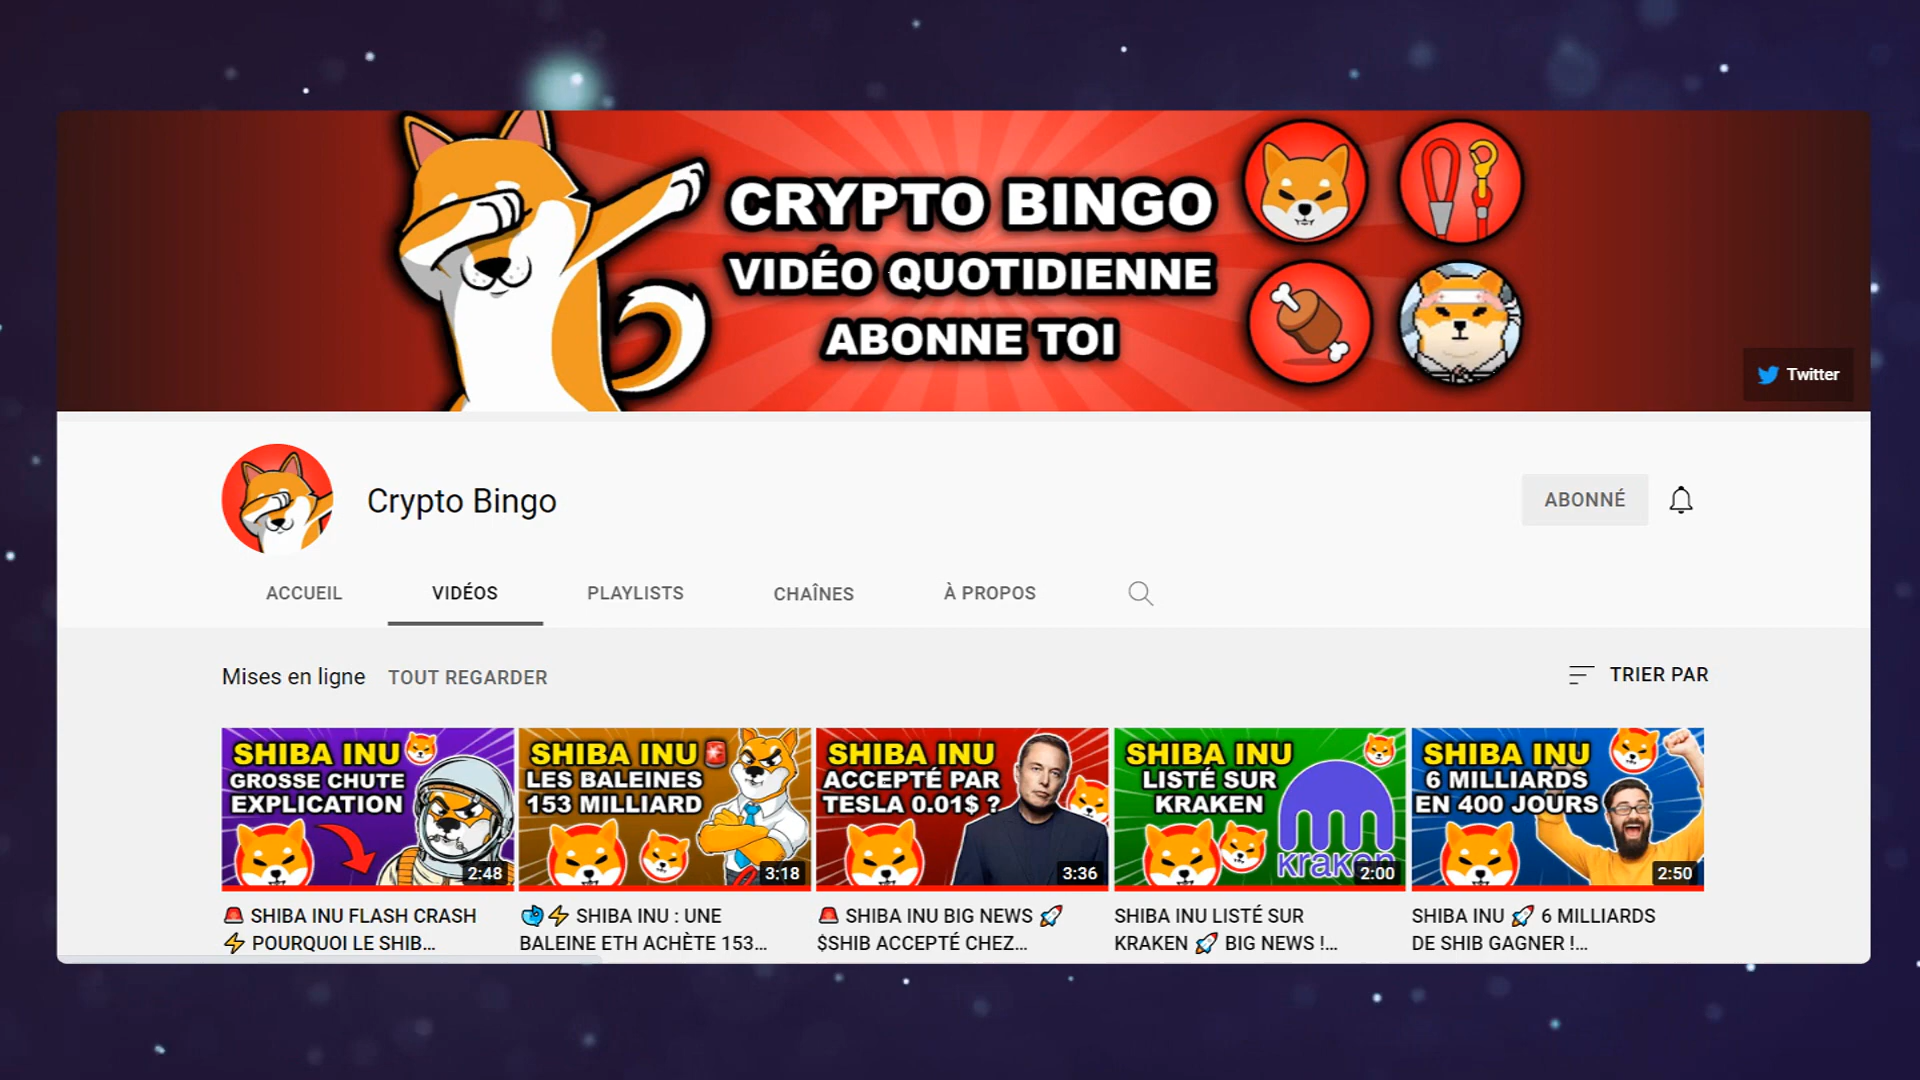 CRYPTO BINGO
VIDÉO QUOTIDIENNE
ABONNE TOI
Twitter
Crypto Bingo
ABONNÉ
ACCUEIL
VIDÉOS
PLAYLISTS
CHAÎNES
À PROPOS
Mises en ligne
TOUT REGARDER
TRIER PAR
SHIBA INU
GROSSE CHUTE
EXPLICATION
2:48
SHIBA INU
LES BALEINES
153 MILLIARD
3:18
SHIBA INU
ACCEPTÉ PAR
TESLA 0.01$ ?
3:36
SHIBA INU
LISTÉ SUR
KRAKEN
kraken
2:00
SHIBA INU
6 MILLIARDS
EN 400 JOURS
2:50
🚨 SHIBA INU FLASH CRASH
⚡ POURQUOI LE SHIB...
🐳⚡ SHIBA INU : UNE
BALEINE ETH ACHÈTE 153...
🚨 SHIBA INU BIG NEWS 🚀
$SHIB ACCEPTÉ CHEZ...
SHIBA INU LISTÉ SUR
KRAKEN 🚀 BIG NEWS !...
SHIBA INU 🚀 6 MILLIARDS
DE SHIB GAGNER !...